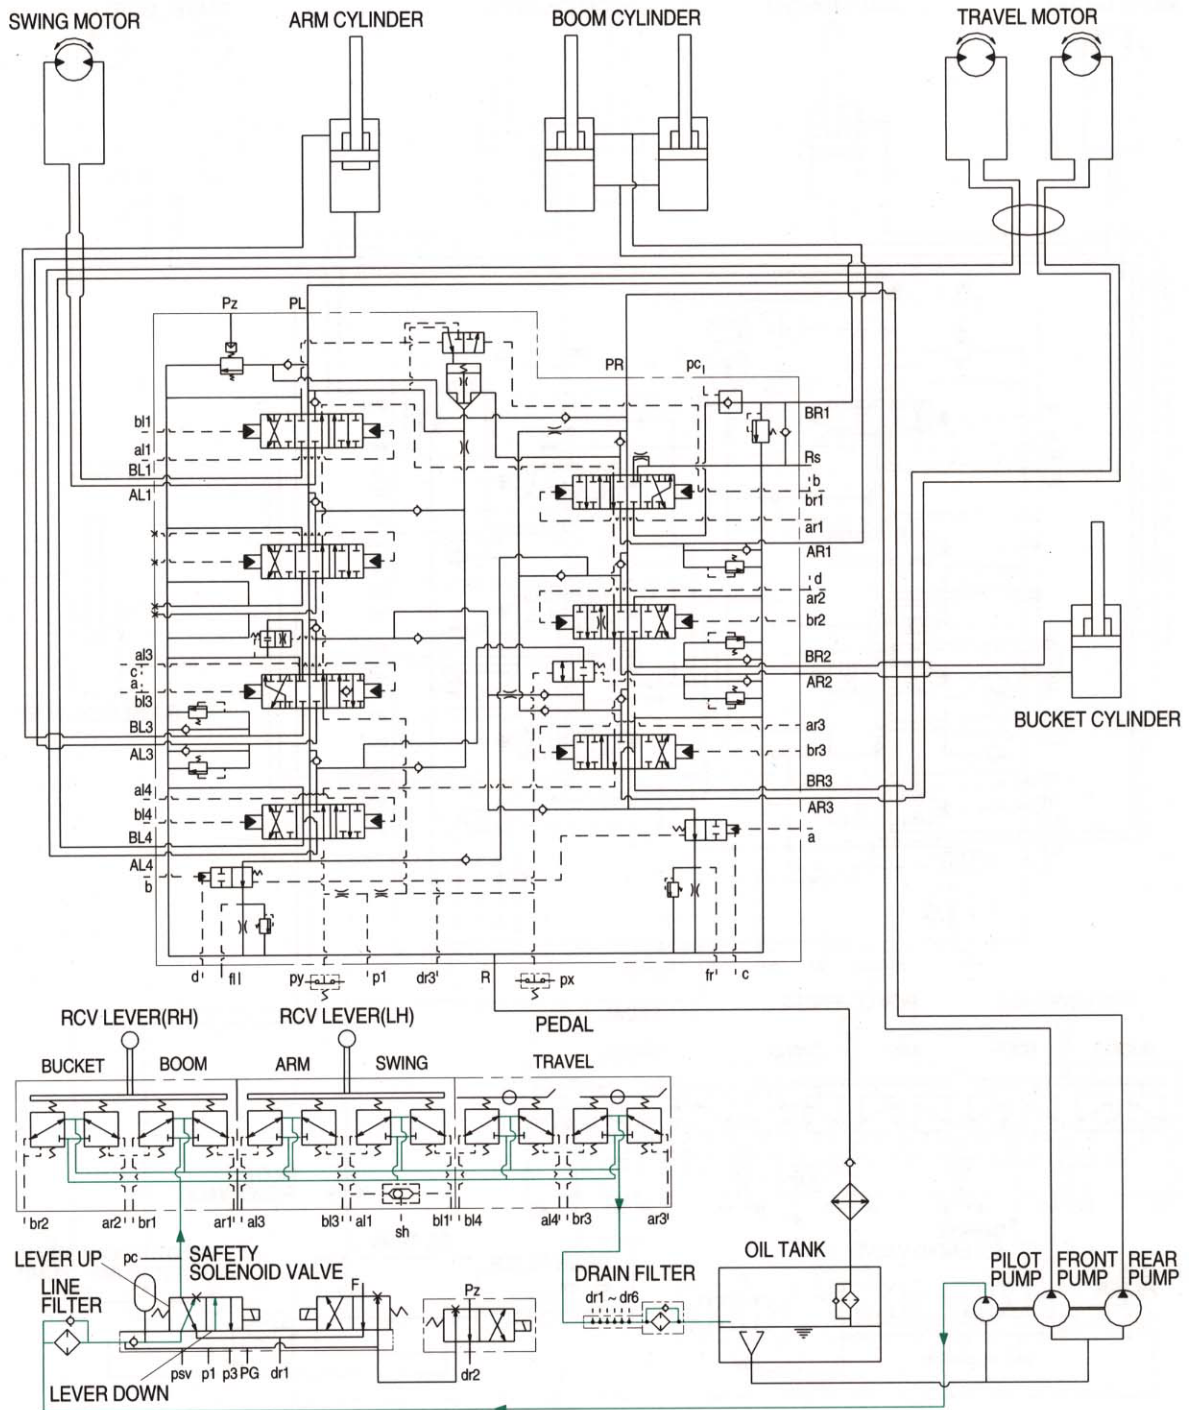 SWING MOTOR
ARM CYLINDER
BOOM CYLINDER
TRAVEL MOTOR
Pz
PL
PR
pc
bl1
al1
BL1
AL1
BR1
Rs
b
br1
ar1
AR1
d
ar2
br2
BR2
AR2
BUCKET CYLINDER
al3
c
a
bl3
BL3
AL3
al4
bl4
BL4
AL4
b
ar3
br3
BR3
AR3
a
d
fl
py
p1
dr3
R
px
fr
c
RCV LEVER(RH)
RCV LEVER(LH)
PEDAL
BUCKET
BOOM
ARM
SWING
TRAVEL
br2
ar2
br1
ar1
al3
bl3
al1
sh
bl1
bl4
al4
br3
ar3
LEVER UP
pc
SAFETY
SOLENOID VALVE
LINE
FILTER
F
Pz
DRAIN FILTER
dr1 ~ dr6
OIL TANK
PILOT
PUMP
FRONT
PUMP
REAR
PUMP
psv
p1
p3
PG
dr1
dr2
LEVER DOWN